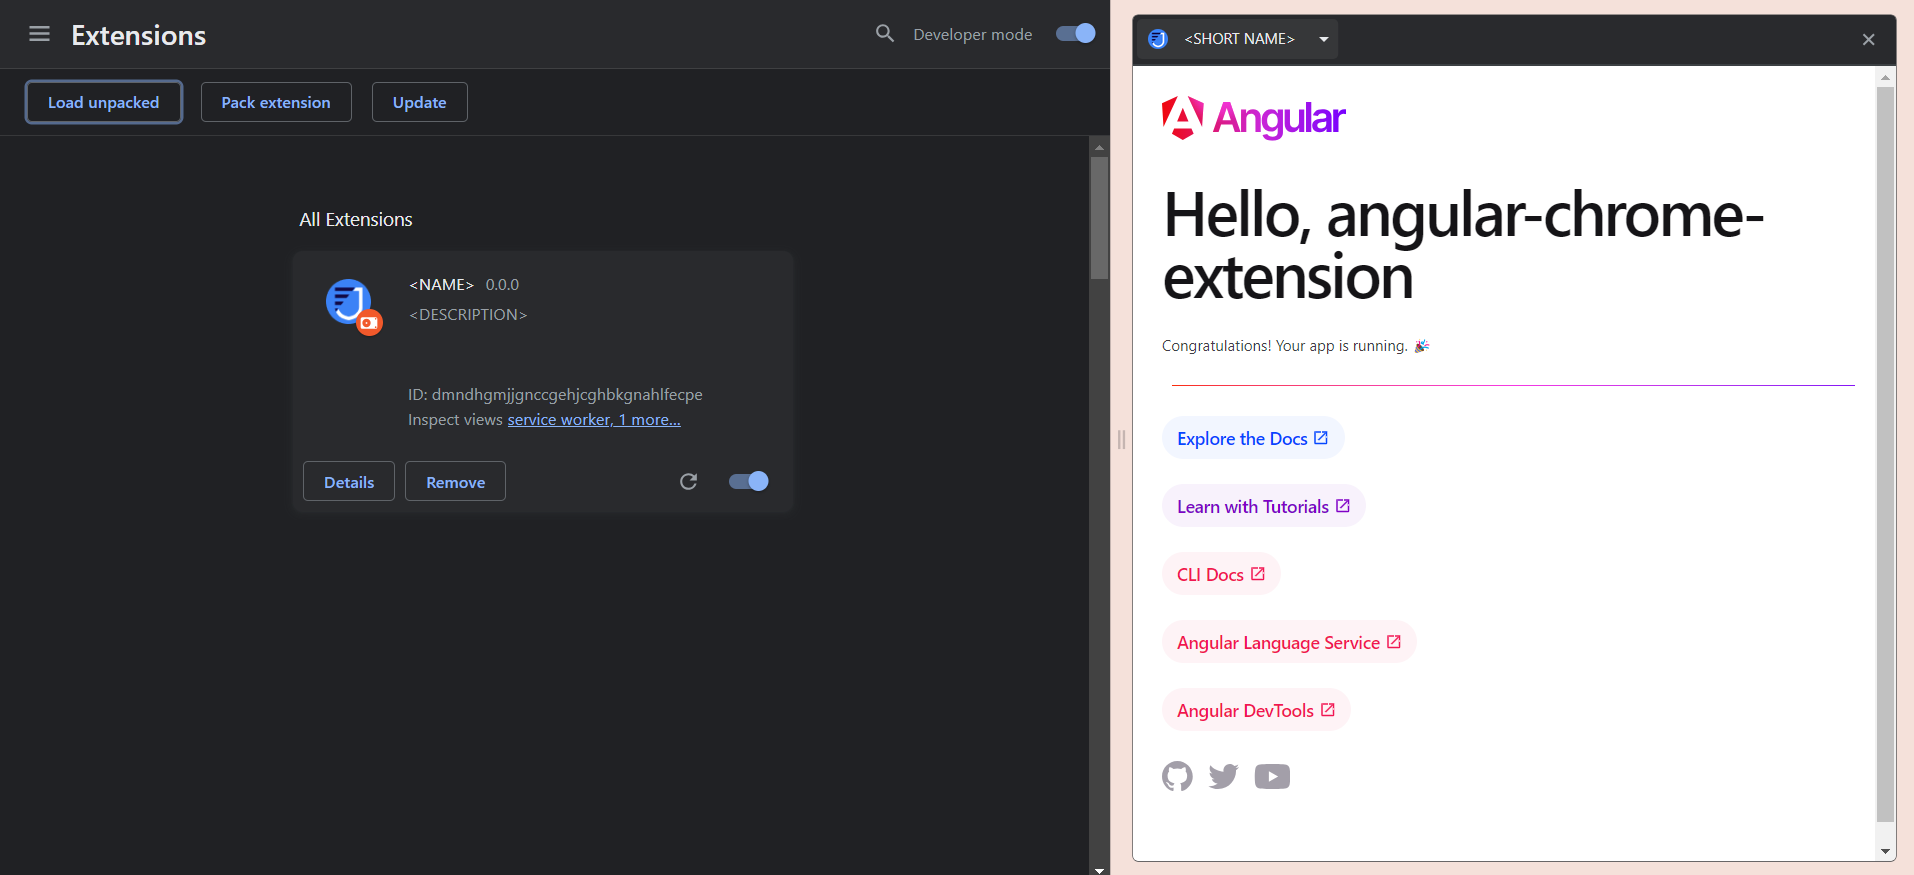 Extensions
Developer mode
Load unpacked
Pack extension
Update
All Extensions
<NAME> 0.0.0
<DESCRIPTION>
ID: dmndhgmjjgnccgehjcghbkgnahlfecpe
Inspect views service worker, 1 more...
Details
Remove
<SHORT NAME>
Angular
Hello, angular-chrome-
extension
Congratulations! Your app is running. 🎉
Explore the Docs
Learn with Tutorials
CLI Docs
Angular Language Service
Angular DevTools